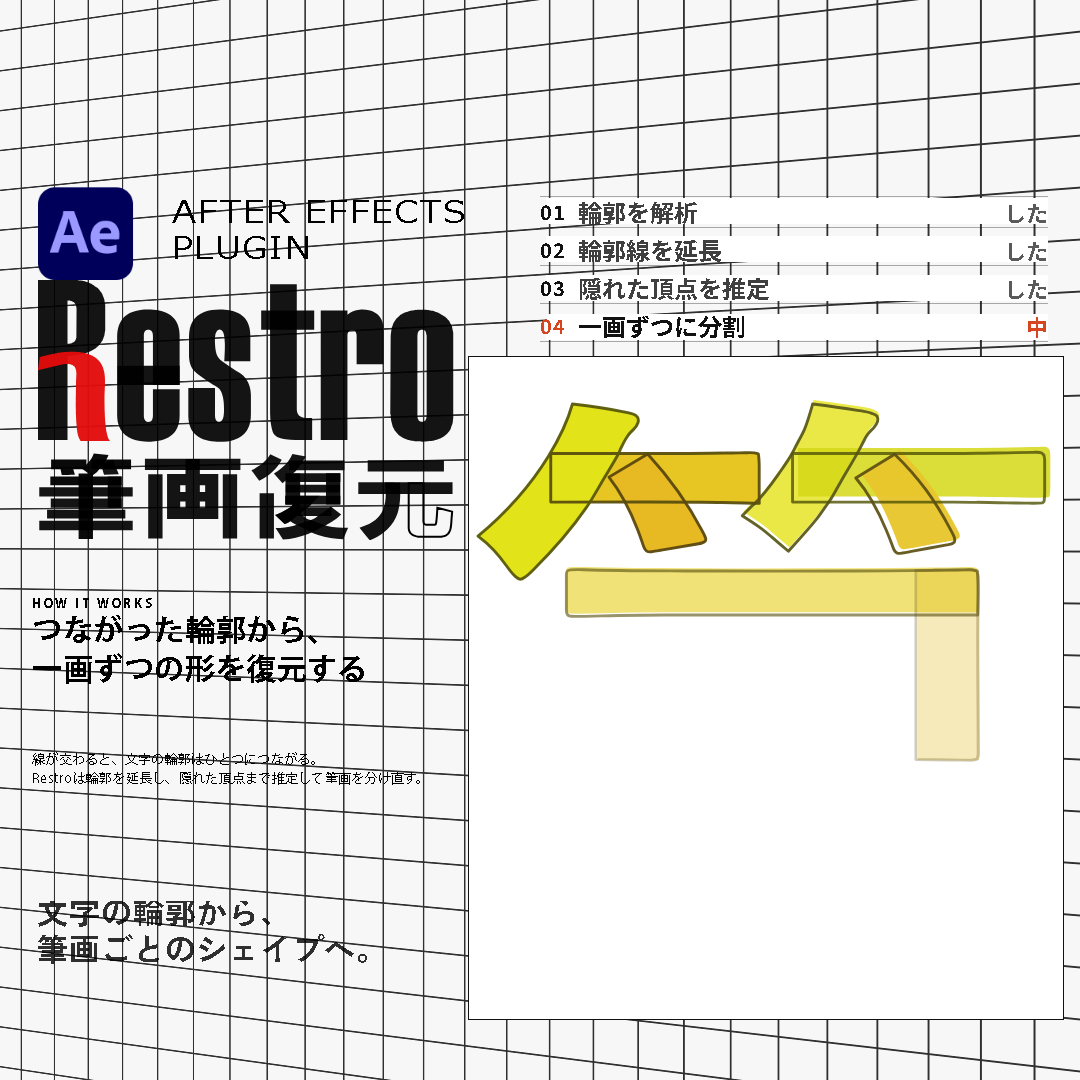 Ae
AFTER EFFECTS
PLUGIN
Restro
筆画復元
HOW IT WORKS
つながった輪郭から、
一画ずつの形を復元する
線が交わると、文字の輪郭はひとつにつながる。
Restroは輪郭を延長し、隠れた頂点まで推定して筆画を分け直す。
文字の輪郭から、
筆画ごとのシェイプへ。
01 輪郭を解析 した
02 輪郭線を延長 した
03 隠れた頂点を推定 した
04 一画ずつに分割 中